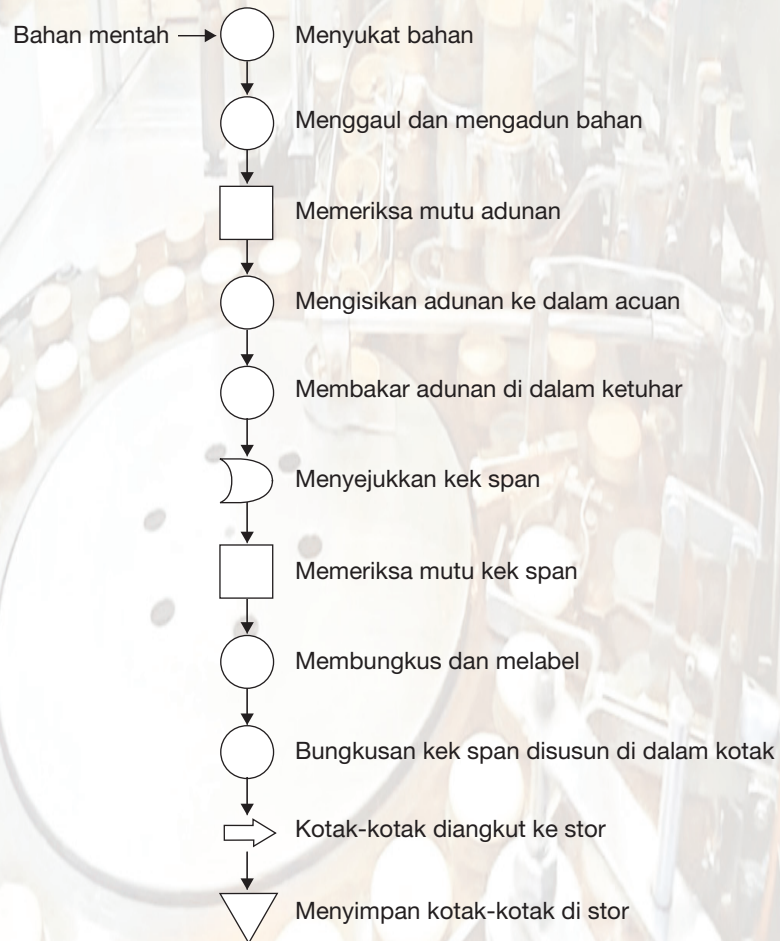 Bahan mentah
Menyukat bahan
Menggaul dan mengadun bahan
Memeriksa mutu adunan
Mengisikan adunan ke dalam acuan
Membakar adunan di dalam ketuhar
Menyejukkan kek span
Memeriksa mutu kek span
Membungkus dan melabel
Bungkusan kek span disusun di dalam kotak
Kotak-kotak diangkut ke stor
Menyimpan kotak-kotak di stor